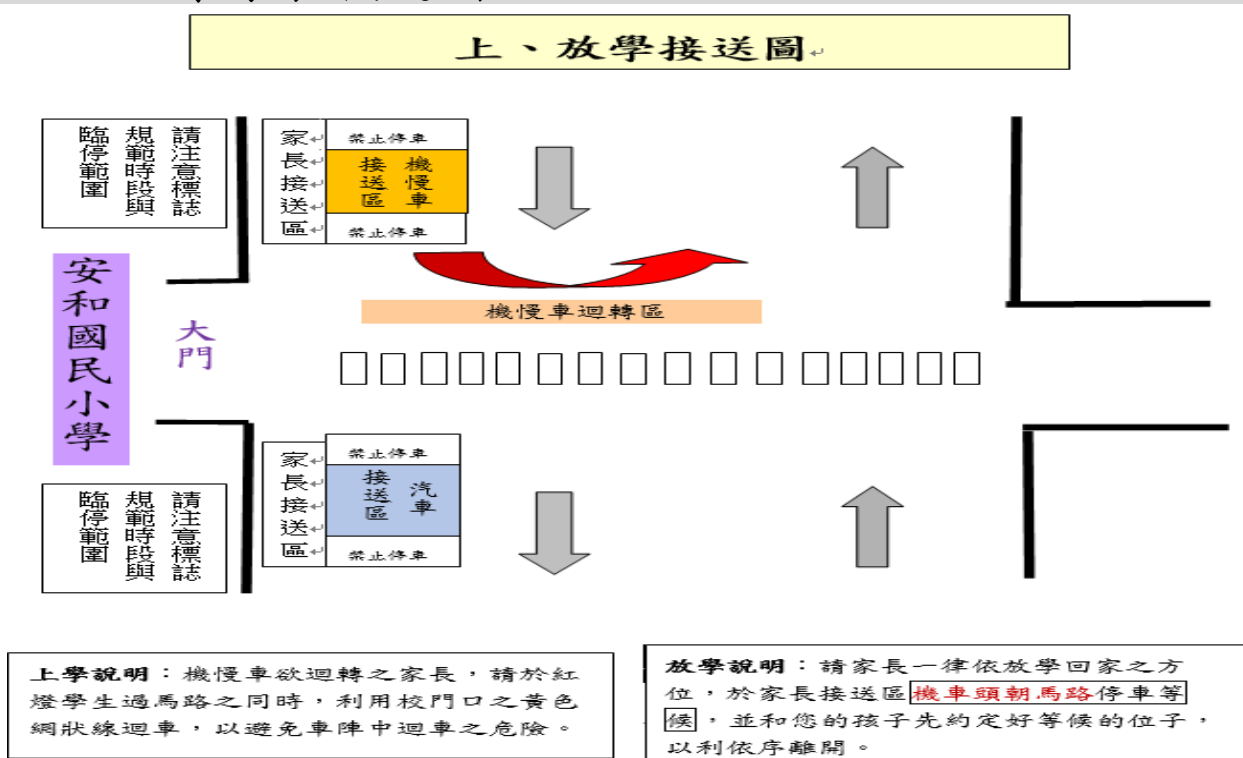 上、放學接送圖
請注意標誌
規範時段與
臨停範圍
家長接送區
禁止停車
機慢車
接送區
禁止停車
安和國民小學
大門
機慢車迴轉區
請注意標誌
規範時段與
臨停範圍
家長接送區
禁止停車
汽車
接送區
禁止停車
上學說明：機慢車欲迴轉之家長，請於紅
燈學生過馬路之同時，利用校門口之黃色
網狀線迴車，以避免車陣中迴車之危險。
放學說明：請家長一律依放學回家之方
位，於家長接送區機車頭朝馬路停車等
候，並和您的孩子先約定好等候的位子，
以利依序離開。